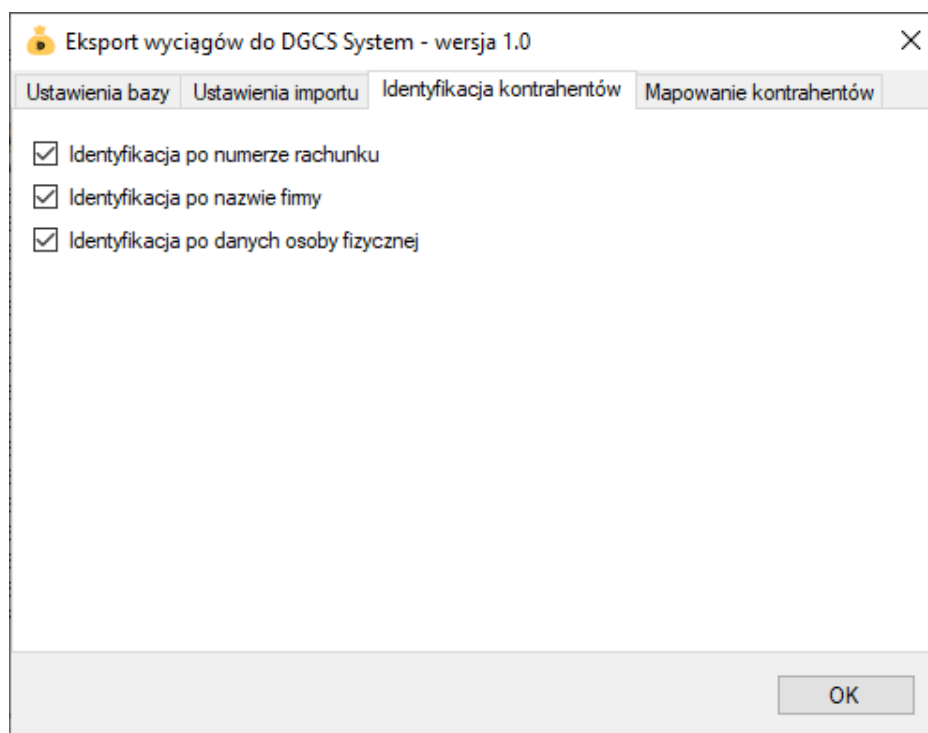 Eksport wyciągów do DGCS System - wersja 1.0
Ustawienia bazy Ustawienia importu Identyfikacja kontrahentów Mapowanie kontrahentów
Identyfikacja po numerze rachunku
Identyfikacja po nazwie firmy
Identyfikacja po danych osoby fizycznej
OK